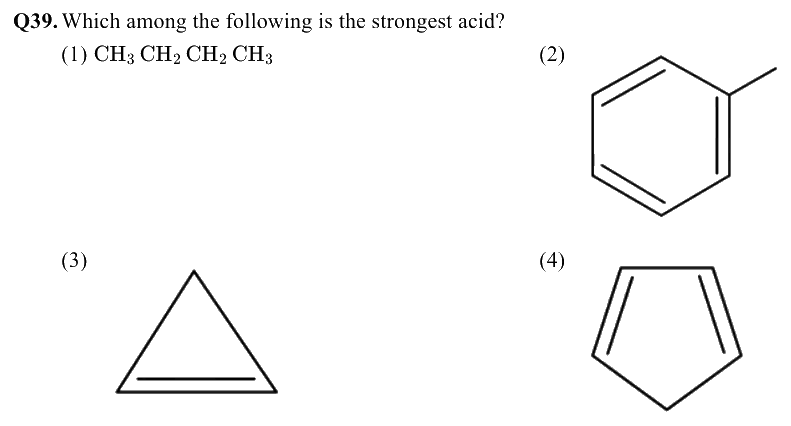 Q39. Which among the following is the strongest acid?
(1) CH₃ CH₂ CH₂ CH₃
(2)
(3)
(4)